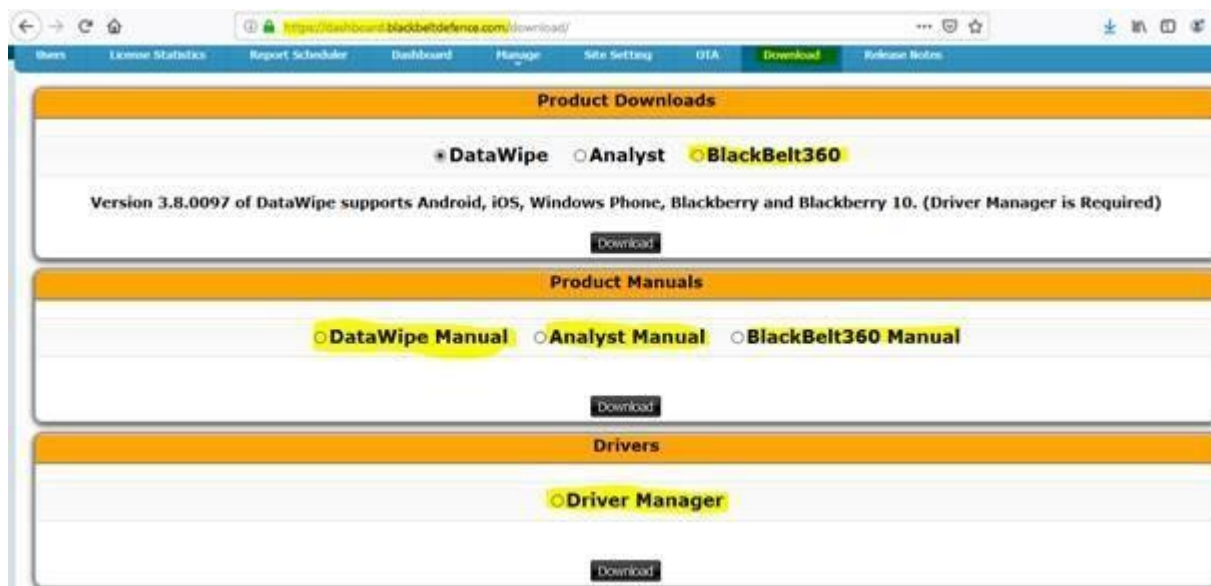 https://dashboard.blackbeltdefence.com/download/
Users License Statistics Report Scheduler Dashboard Manage Site Setting OTA Download Release Notes
Product Downloads
DataWipe Analyst BlackBelt360
Version 3.8.0097 of DataWipe supports Android, iOS, Windows Phone, Blackberry and Blackberry 10. (Driver Manager is Required)
Download
Product Manuals
DataWipe Manual Analyst Manual BlackBelt360 Manual
Download
Drivers
Driver Manager
Download